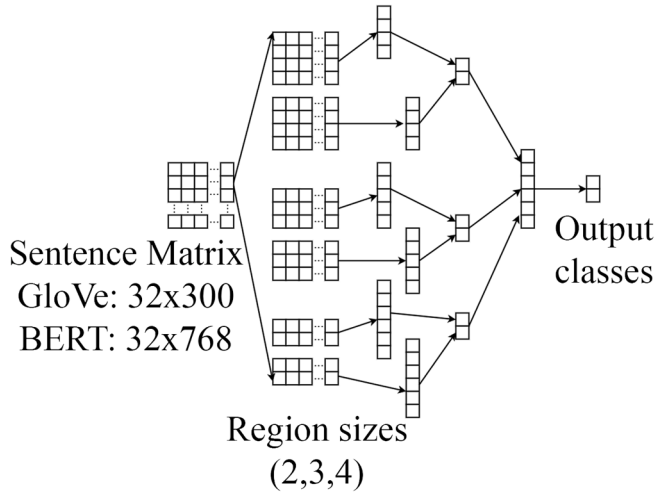 Sentence Matrix
GloVe: 32x300
BERT: 32x768
Region sizes
(2,3,4)
Output
classes